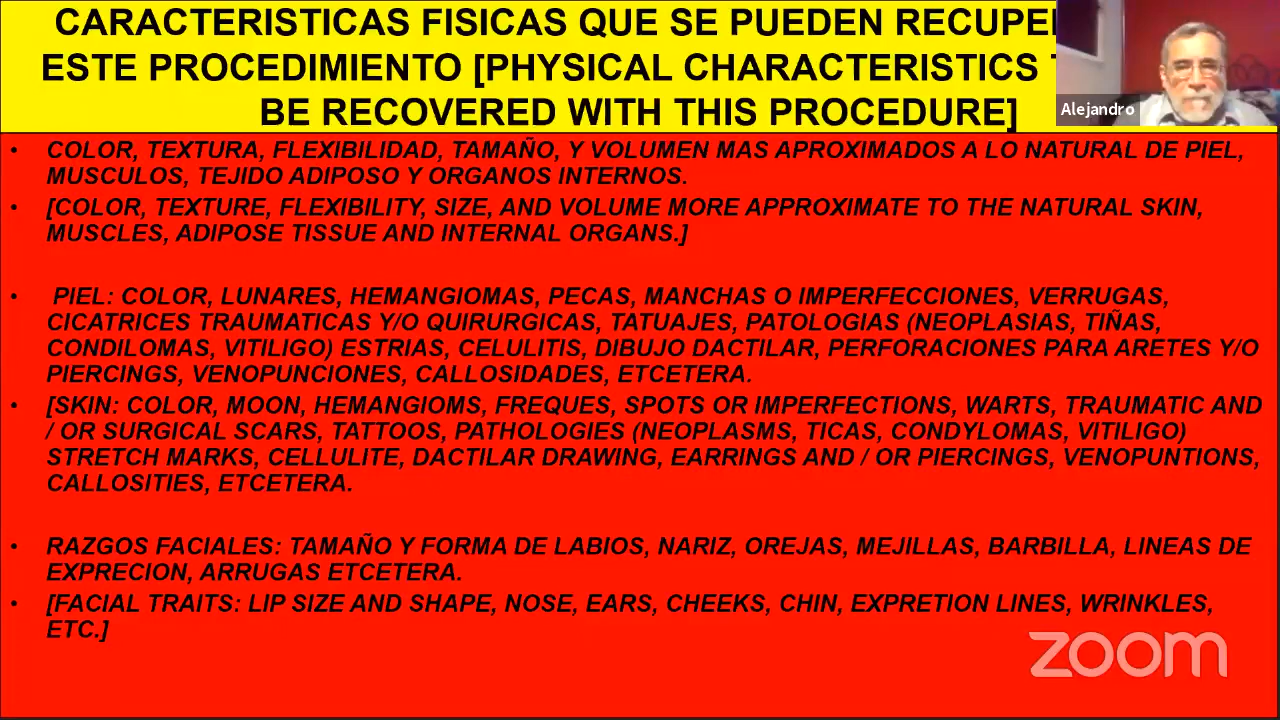 CARACTERISTICAS FISICAS QUE SE PUEDEN
ESTE PROCEDIMIENTO [PHYSICAL CHARACTERISTICS
BE RECOVERED WITH THIS PROCEDURE]
Alejandro
• COLOR, TEXTURA, FLEXIBILIDAD, TAMAÑO, Y VOLUMEN MAS APROXIMADOS A LO NATURAL DE PIEL,
MUSCULOS, TEJIDO ADIPOSO Y ORGANOS INTERNOS.
• [COLOR, TEXTURE, FLEXIBILITY, SIZE, AND VOLUME MORE APPROXIMATE TO THE NATURAL SKIN,
MUSCLES, ADIPOSE TISSUE AND INTERNAL ORGANS.]
• PIEL: COLOR, LUNARES, HEMANGIOMAS, PECAS, MANCHAS O IMPERFECCIONES, VERRUGAS,
CICATRICES TRAUMATICAS Y/O QUIRURGICAS, TATUAJES, PATOLOGIAS (NEOPLASIAS, TIÑAS,
CONDILOMAS, VITILIGO) ESTRIAS, CELULITIS, DIBUJO DACTILAR, PERFORACIONES PARA ARETES Y/O
PIERCINGS, VENOPUNCIONES, CALLOSIDADES, ETCETERA.
• [SKIN: COLOR, MOON, HEMANGIOMS, FREQUES, SPOTS OR IMPERFECTIONS, WARTS, TRAUMATIC AND
/ OR SURGICAL SCARS, TATTOOS, PATHOLOGIES (NEOPLASMS, TICAS, CONDYLOMAS, VITILIGO)
STRETCH MARKS, CELLULITE, DACTILAR DRAWING, EARRINGS AND / OR PIERCINGS, VENOPUNTIONS,
CALLOSITIES, ETCETERA.
• RAZGOS FACIALES: TAMAÑO Y FORMA DE LABIOS, NARIZ, OREJAS, MEJILLAS, BARBILLA, LINEAS DE
EXPRECION, ARRUGAS ETCETERA.
• [FACIAL TRAITS: LIP SIZE AND SHAPE, NOSE, EARS, CHEEKS, CHIN, EXPRETION LINES, WRINKLES,
ETC.]
zoom